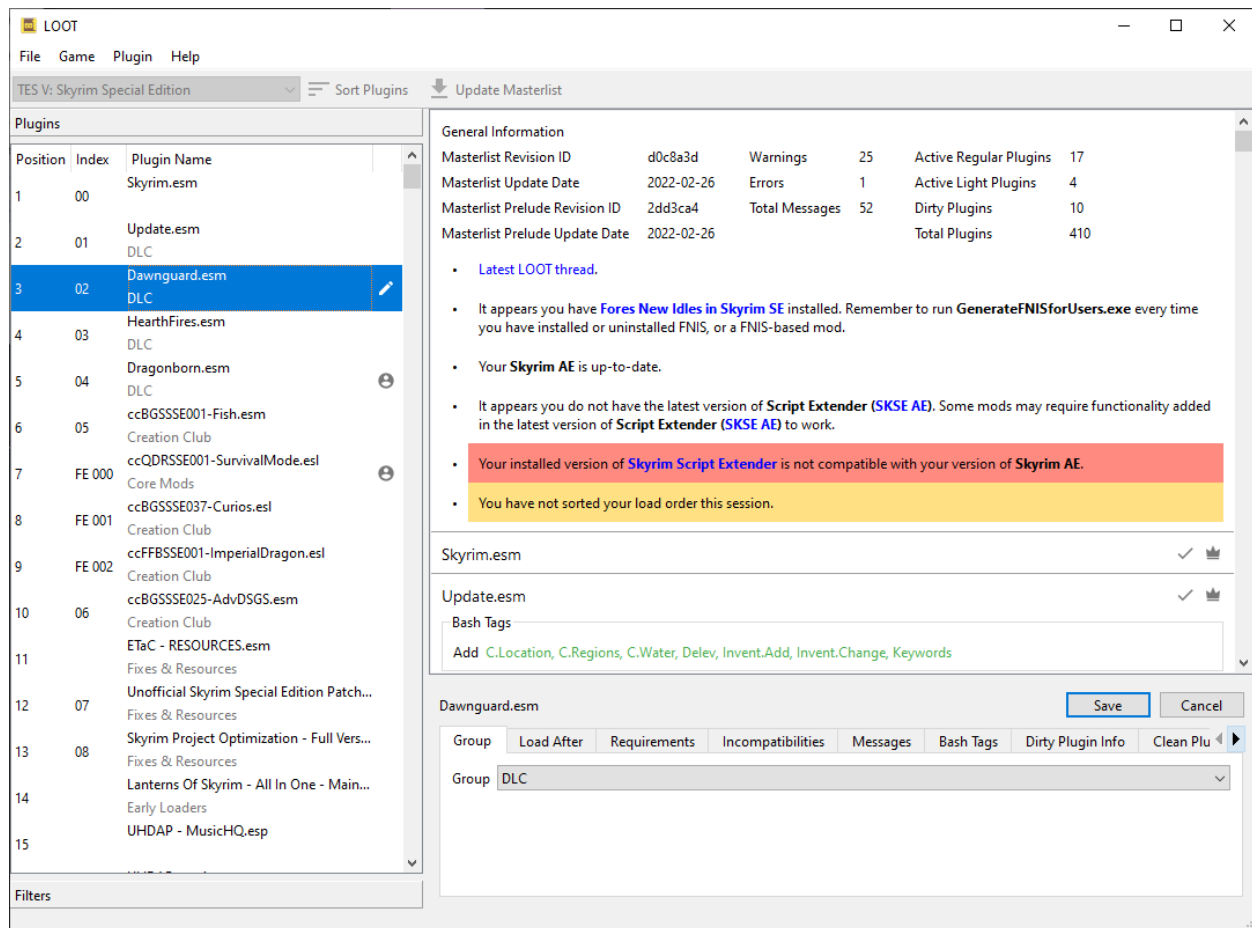 LOOT
File Game Plugin Help
TES V: Skyrim Special Edition Sort Plugins Update Masterlist
Plugins
Position Index Plugin Name
1 00 Skyrim.esm
2 01 Update.esm
DLC
3 02 Dawnguard.esm
DLC
4 03 HearthFires.esm
DLC
5 04 Dragonborn.esm
DLC
6 05 ccBGSSSE001-Fish.esm
Creation Club
7 FE 000 ccQDRSSE001-SurvivalMode.esl
Core Mods
8 FE 001 ccBGSSSE037-Curios.esl
Creation Club
9 FE 002 ccFFBSSE001-ImperialDragon.esl
Creation Club
10 06 ccBGSSSE025-AdvDSGS.esm
Creation Club
11 ETaC - RESOURCES.esm
Fixes & Resources
12 07 Unofficial Skyrim Special Edition Patch...
Fixes & Resources
13 08 Skyrim Project Optimization - Full Vers...
Fixes & Resources
14 Lanterns Of Skyrim - All In One - Main...
Early Loaders
15 UHDAP - MusicHQ.esp
Filters
General Information
Masterlist Revision ID d0c8a3d Warnings 25 Active Regular Plugins 17
Masterlist Update Date 2022-02-26 Errors 1 Active Light Plugins 4
Masterlist Prelude Revision ID 2dd3ca4 Total Messages 52 Dirty Plugins 10
Masterlist Prelude Update Date 2022-02-26 Total Plugins 410
• Latest LOOT thread.
• It appears you have Fores New Idles in Skyrim SE installed. Remember to run GenerateFNISforUsers.exe every time
you have installed or uninstalled FNIS, or a FNIS-based mod.
• Your Skyrim AE is up-to-date.
• It appears you do not have the latest version of Script Extender (SKSE AE). Some mods may require functionality added
in the latest version of Script Extender (SKSE AE) to work.
• Your installed version of Skyrim Script Extender is not compatible with your version of Skyrim AE.
• You have not sorted your load order this session.
Skyrim.esm
Update.esm
Bash Tags
Add C.Location, C.Regions, C.Water, Delev, Invent.Add, Invent.Change, Keywords
Dawnguard.esm Save Cancel
Group Load After Requirements Incompatibilities Messages Bash Tags Dirty Plugin Info Clean Plu
Group DLC